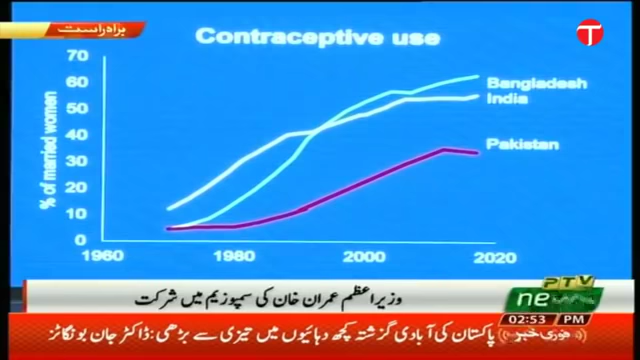 براہ راست
T
Contraceptive use
% of married women
70
60
50
40
30
20
10
0
1960
1980
2000
2020
Bangladesh
India
Pakistan
وزیراعظم عمران خان کی سمپوزیم میں شرکت
PTV
ne
02:53 PM
فوری خبر
پاکستان کی آبادی گزشتہ کچھ دہائیوں میں تیزی سے بڑھی: ڈاکٹر جان بونگاٹز